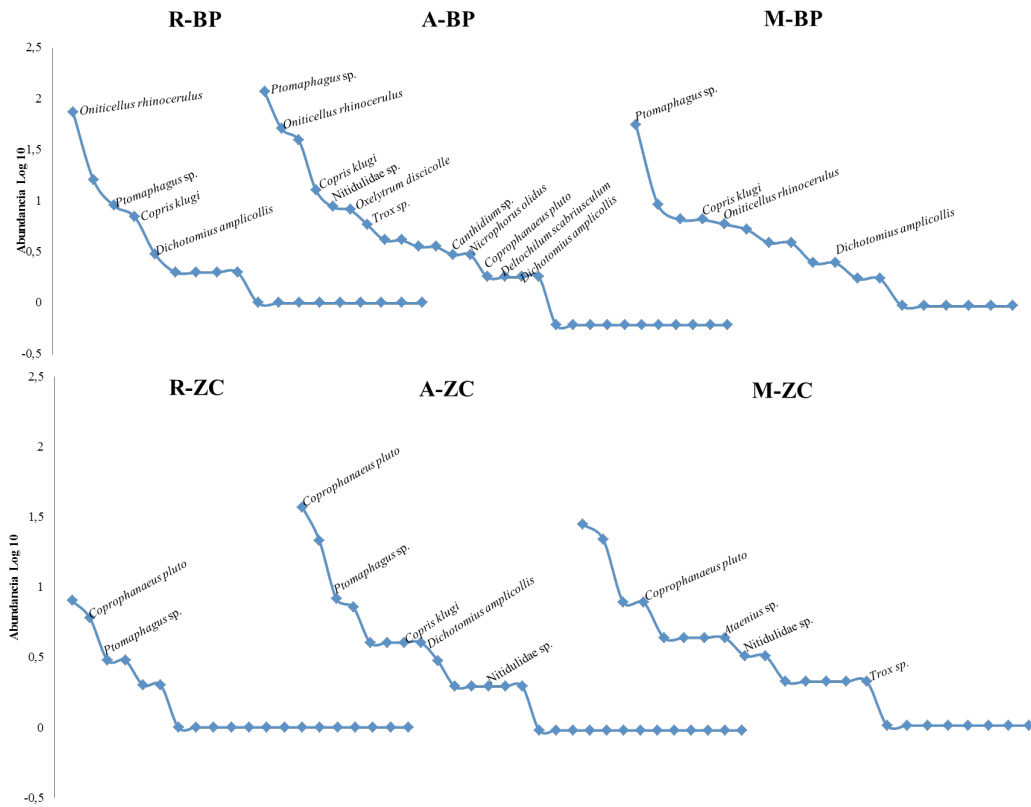 R-BP
A-BP
M-BP
2,5
2
1,5
1
0,5
0
-0,5
Abundancia Log 10
Oniticellus rhinocerulus
Ptomaphagus sp.
Copris klugi
Dichotomius amplicollis
Ptomaphagus sp.
Oniticellus rhinocerulus
Copris klugi
Nitidulidae sp.
Oxelytrum discicolle
Trox sp.
Canthidium sp.
Nicrophorus olidus
Coprophanaeus pluto
Deltochilum scabriusculum
Dichotomius amplicollis
Ptomaphagus sp.
Copris klugi
Oniticellus rhinocerulus
Dichotomius amplicollis
R-ZC
A-ZC
M-ZC
2,5
2
1,5
1
0,5
0
-0,5
Abundancia Log 10
Coprophanaeus pluto
Ptomaphagus sp.
Coprophanaeus pluto
Ptomaphagus sp.
Copris klugi
Dichotomius amplicollis
Nitidulidae sp.
Coprophanaeus pluto
Ataenius sp.
Nitidulidae sp.
Trox sp.